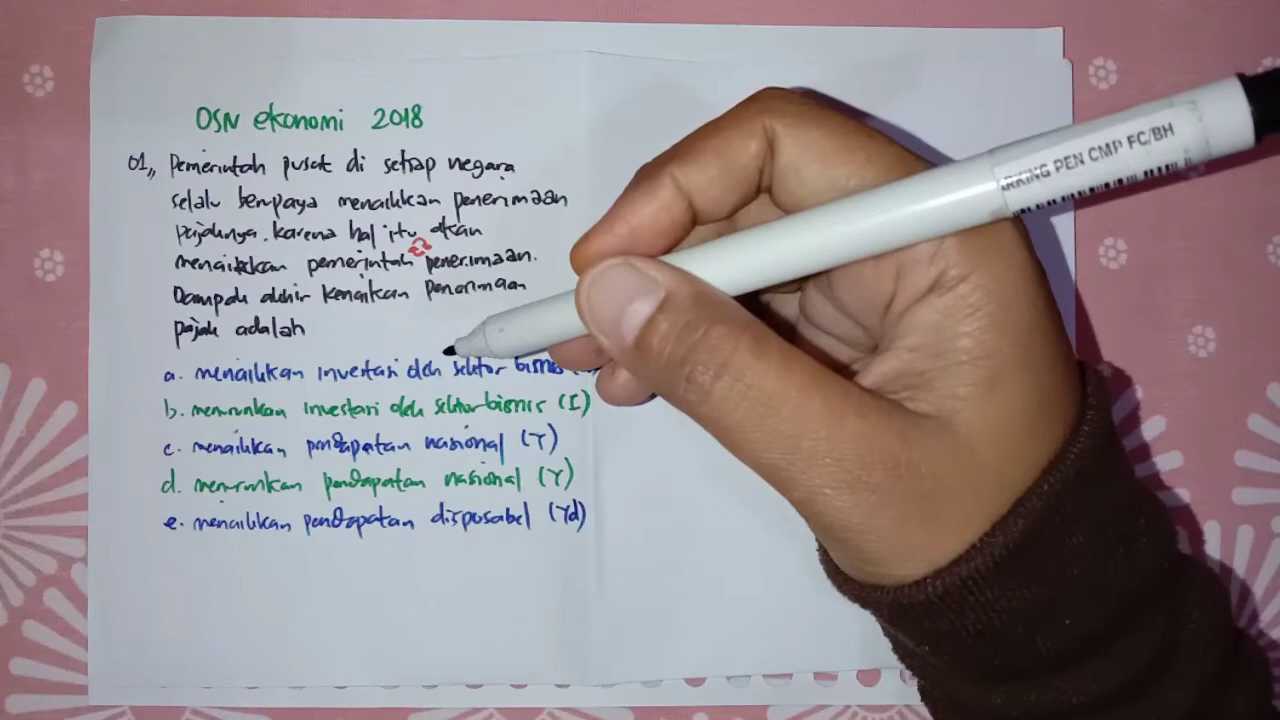 OSN ekonomi 2018
01,, Pemerintah pusat di setiap negara
selalu berupaya menaikkan penerimaan
pajaknya. karena hal itu akan
menaikkan pemerintah penerimaan.
Dampak akhir kenaikan penerimaan
pajak adalah
a. menaikkan investasi oleh sektor bisnis
b. menurunkan investasi oleh sektor bisnis (I)
c. menaikkan pendapatan nasional (Y)
d. menurunkan pendapatan nasional (Y)
e. menaikkan pendapatan disposabel (Yd)
ARKING PEN CMP FC/BH